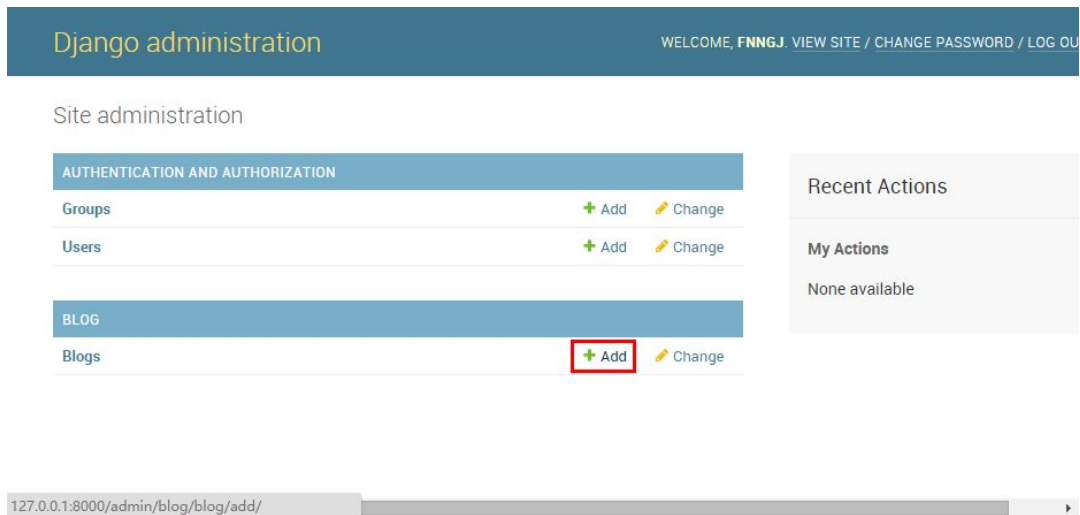 Django administration
WELCOME, FNNGJ. VIEW SITE / CHANGE PASSWORD / LOG OU
Site administration
AUTHENTICATION AND AUTHORIZATION
Groups Add Change
Users Add Change
BLOG
Blogs Add Change
Recent Actions
My Actions
None available
127.0.0.1:8000/admin/blog/blog/add/